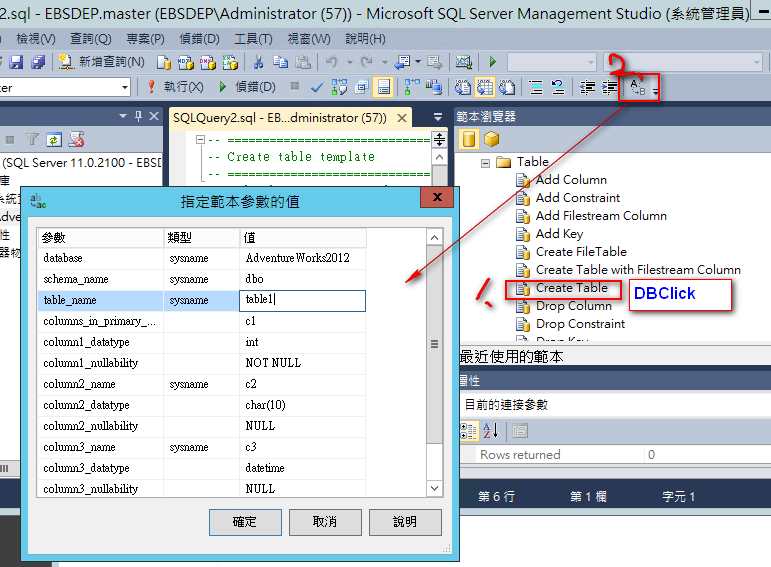 2.sql - EBSDEP.master (EBSDEP\Administrator (57)) - Microsoft SQL Server Management Studio (系統管理員)
檢視(V) 查詢(Q) 專案(P) 偵錯(D) 工具(T) 視窗(W) 說明(H)
新增查詢(N)
er 執行(X) 偵錯(D)
2.
SQLQuery2.sql - EB...dministrator (57))
範本瀏覽器
(SQL Server 11.0.2100 - EBSDE
-- =============================
-- Create table template
-- =============================
Table
Add Column
Add Constraint
Add Filestream Column
Add Key
Create FileTable
Create Table with Filestream Column
1.
Create Table
DBClick
Drop Column
Drop Constraint
Drop Key
最近使用的範本
屬性
目前的連接參數
Rows returned 0
第 6 行 第 1 欄 字元 1
指定範本參數的值
參數 類型 值
database sysname AdventureWorks2012
schema_name sysname dbo
table_name sysname table1
columns_in_primary_... c1
column1_datatype int
column1_nullability NOT NULL
column2_name sysname c2
column2_datatype char(10)
column2_nullability NULL
column3_name sysname c3
column3_datatype datetime
column3_nullability NULL
確定 取消 說明